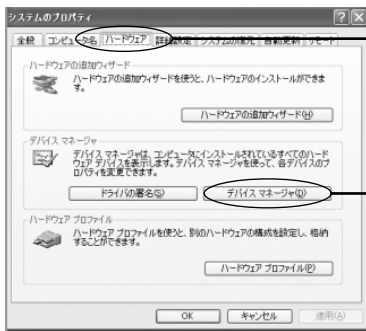 システムのプロパティ
全般 コンピュータ名 ハードウェア 詳細設定 システムの復元 自動更新 リモート
ハードウェアの追加ウィザード
ハードウェアの追加ウィザードを使うと、ハードウェアのインストールができま
す。
ハードウェアの追加ウィザード(H)
デバイス マネージャ
デバイス マネージャは、コンピュータにインストールされているすべてのハード
ウェア デバイスを表示します。デバイス マネージャを使って、各デバイスのプ
ロパティを変更できます。
ドライバの署名(S) デバイス マネージャ(D)
ハードウェア プロファイル
ハードウェア プロファイルを使うと、別のハードウェアの構成を設定し、格納
することができます。
ハードウェア プロファイル(P)
OK キャンセル 適用(A)